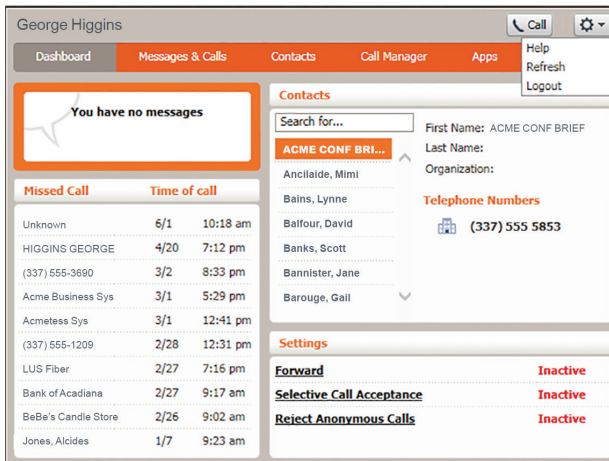 George Higgins
Call
Dashboard Messages & Calls Contacts Call Manager Apps
Help
Refresh
Logout
You have no messages
Missed Call Time of call
Unknown 6/1 10:18 am
HIGGINS GEORGE 4/20 7:12 pm
(337) 555-3690 3/2 8:33 pm
Acme Business Sys 3/1 5:29 pm
Acmetess Sys 3/1 12:41 pm
(337) 555-1209 2/28 12:31 pm
LUS Fiber 2/27 7:16 pm
Bank of Acadiana 2/27 9:17 am
BeBe's Candle Store 2/26 9:02 am
Jones, Alcides 1/7 9:23 am
Contacts
Search for...
ACME CONF BRI...
Ancilaide, Mimi
Bains, Lynne
Balfour, David
Banks, Scott
Bannister, Jane
Barouge, Gail
First Name: ACME CONF BRIEF
Last Name:
Organization:
Telephone Numbers
(337) 555 5853
Settings
Forward Inactive
Selective Call Acceptance Inactive
Reject Anonymous Calls Inactive